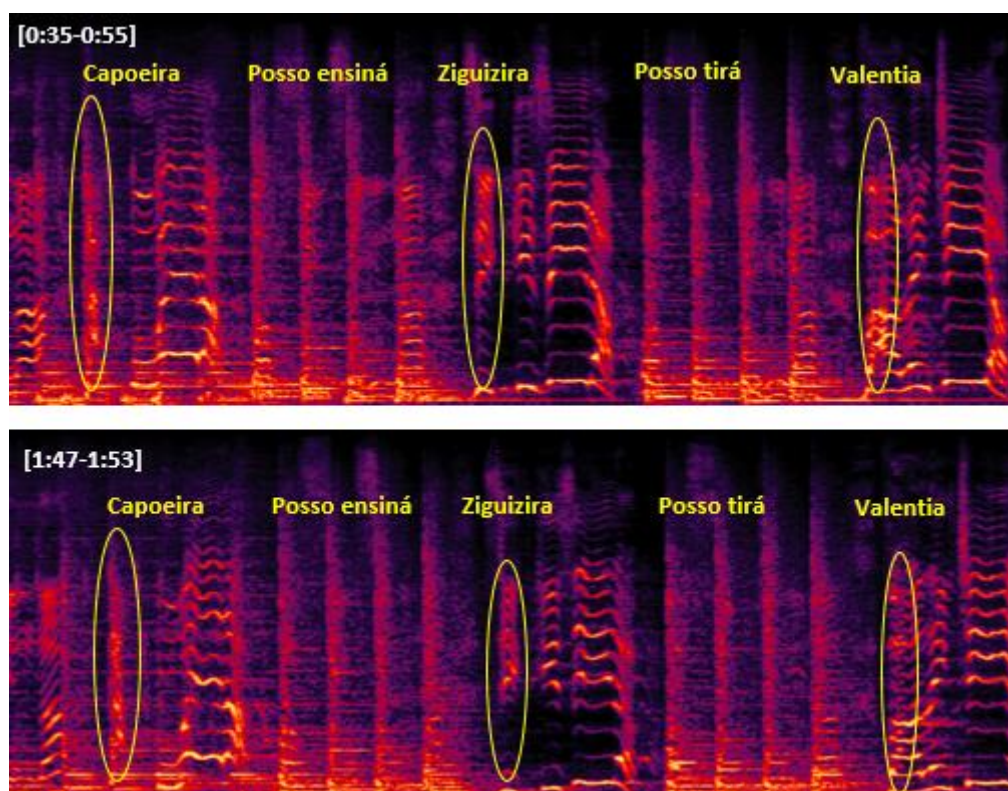 [0:35-0:55]
Capoeira Posso ensiná Ziguizira Posso tirá Valentia
[1:47-1:53]
Capoeira Posso ensiná Ziguizira Posso tirá Valentia